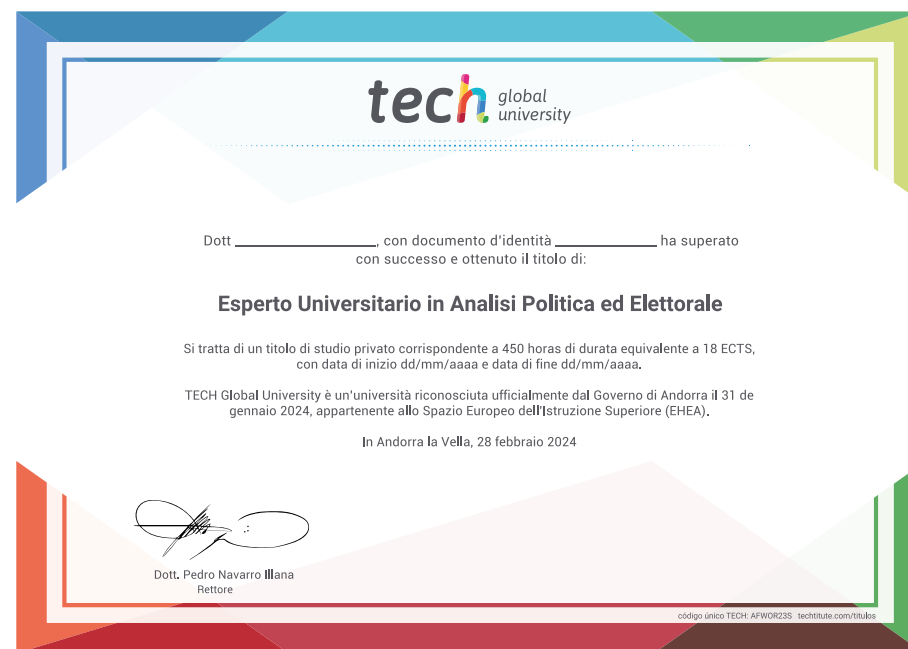 tech global university
Dott ____________________, con documento d'identità ______________ ha superato
con successo e ottenuto il titolo di:
Esperto Universitario in Analisi Politica ed Elettorale
Si tratta di un titolo di studio privato corrispondente a 450 horas di durata equivalente a 18 ECTS,
con data di inizio dd/mm/aaaa e data di fine dd/mm/aaaa.
TECH Global University è un'università riconosciuta ufficialmente dal Governo di Andorra il 31 de
gennaio 2024, appartenente allo Spazio Europeo dell'Istruzione Superiore (EHEA).
In Andorra la Vella, 28 febbraio 2024
Dott. Pedro Navarro Illana
Rettore
código único TECH: AFWOR23S techtitute.com/titulos